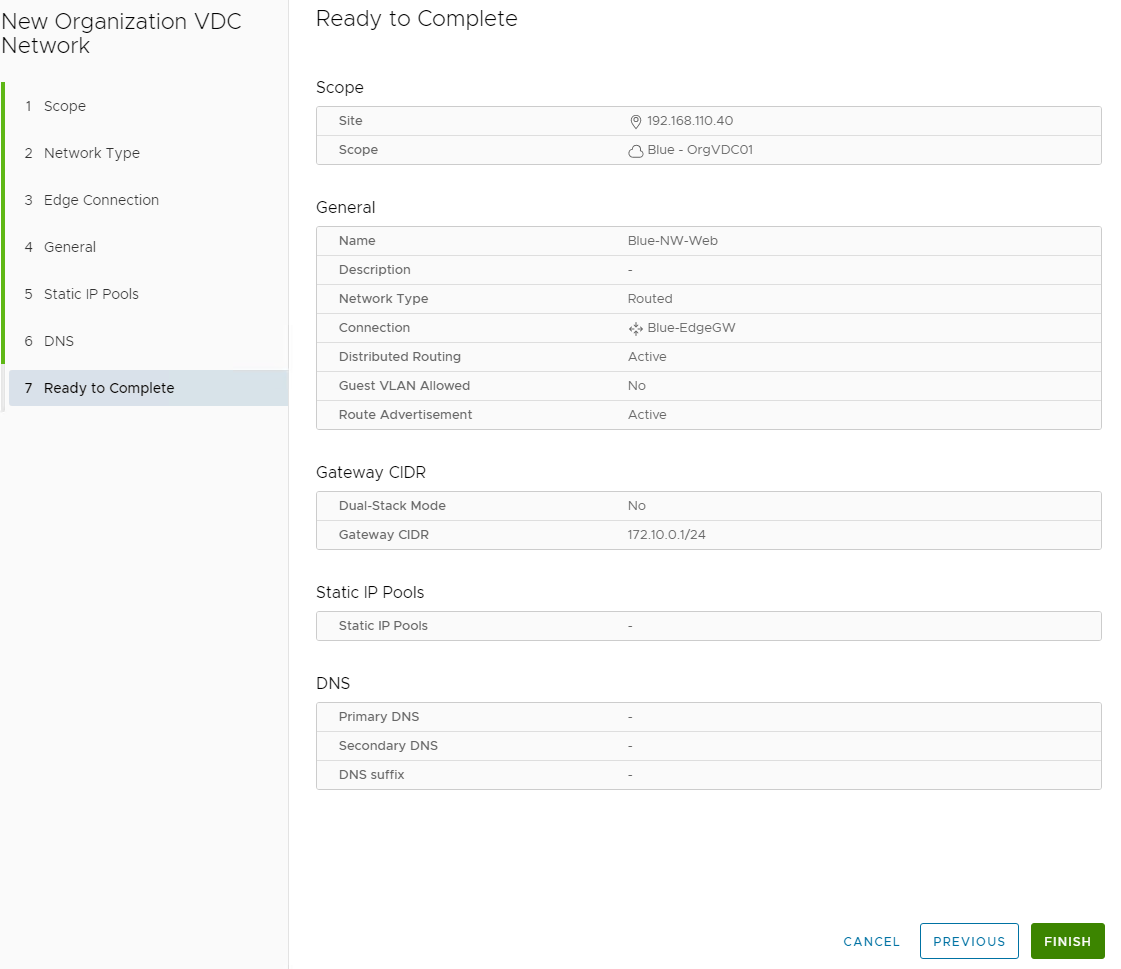 New Organization VDC
Network
1 Scope
2 Network Type
3 Edge Connection
4 General
5 Static IP Pools
6 DNS
7 Ready to Complete
Ready to Complete
Scope
Site 192.168.110.40
Scope Blue - OrgVDC01
General
Name Blue-NW-Web
Description -
Network Type Routed
Connection Blue-EdgeGW
Distributed Routing Active
Guest VLAN Allowed No
Route Advertisement Active
Gateway CIDR
Dual-Stack Mode No
Gateway CIDR 172.10.0.1/24
Static IP Pools
Static IP Pools -
DNS
Primary DNS -
Secondary DNS -
DNS suffix -
CANCEL PREVIOUS FINISH